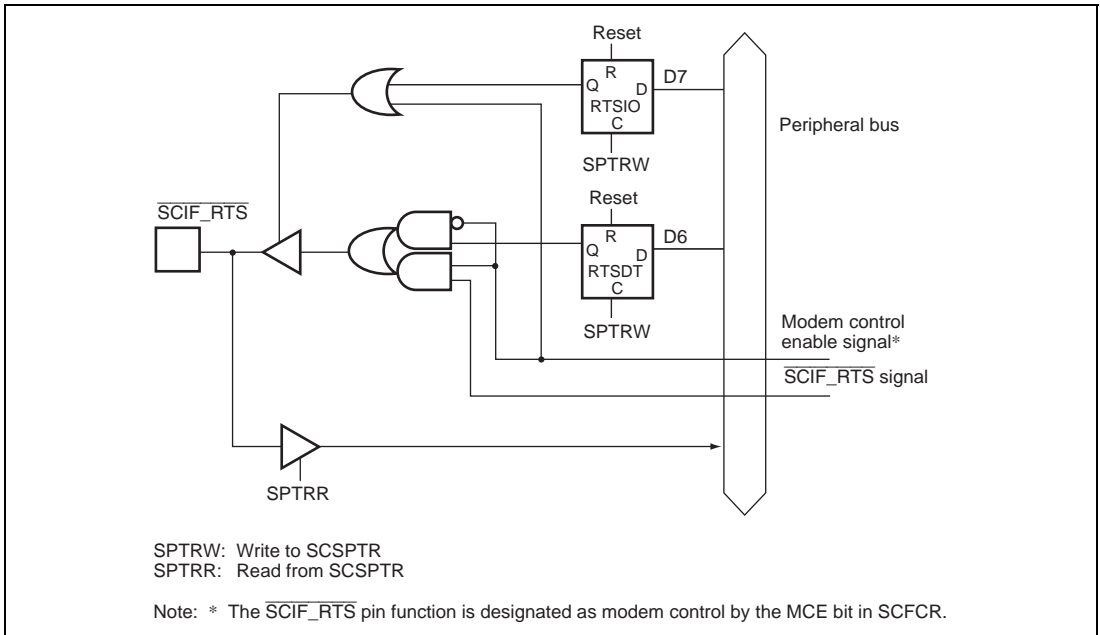 Reset
R
Q
D
D7
RTSIO
C
Peripheral bus
SPTRW
SCIF_RTS
Reset
R
Q
D
D6
RTSDT
C
SPTRW
Modem control
enable signal*
SCIF_RTS signal
SPTRR
SPTRW: Write to SCSPTR
SPTRR: Read from SCSPTR
Note: * The SCIF_RTS pin function is designated as modem control by the MCE bit in SCFCR.